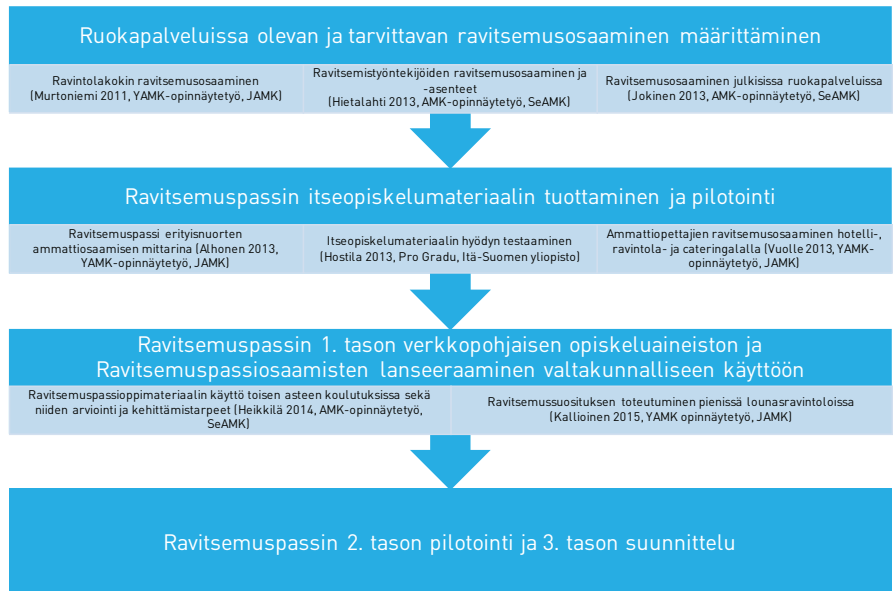 Ruokapalveluissa olevan ja tarvittavan ravitsemusosaaminen määrittäminen
Ravintolakokin ravitsemusosaaminen
(Murtoniemi 2011, YAMK-opinnäytetyö, JAMK)
Ravitsemistyöntekijöiden ravitsemusosaaminen ja
-asenteet
(Hietalahti 2013, AMK-opinnäytetyö, SeAMK)
Ravitsemusosaaminen julkisissa ruokapalveluissa
(Jokinen 2013, AMK-opinnäytetyö, SeAMK)
Ravitsemuspassin itseopiskelumateriaalin tuottaminen ja pilotointi
Ravitsemuspassi erityisnuorten
ammattiosaamisen mittarina (Alhonen 2013,
YAMK-opinnäytetyö, JAMK)
Itseopiskelumateriaalin hyödyn testaaminen
(Hostila 2013, Pro Gradu, Itä-Suomen yliopisto)
Ammattiopettajien ravitsemusosaaminen hotelli-,
ravintola- ja cateringalalla (Vuolle 2013, YAMK-
opinnäytetyö, JAMK)
Ravitsemuspassin 1. tason verkkopohjaisen opiskeluaineiston ja
Ravitsemuspassiosaamisten lanseeraaminen valtakunnalliseen käyttöön
Ravitsemuspassioppimateriaalin käyttö toisen asteen koulutuksissa sekä
niiden arviointi ja kehittämistarpeet (Heikkilä 2014, AMK-opinnäytetyö,
SeAMK)
Ravitsemussuosituksen toteutuminen pienissä lounasravintoloissa
(Kallioinen 2015, YAMK opinnäytetyö, JAMK)
Ravitsemuspassin 2. tason pilotointi ja 3. tason suunnittelu